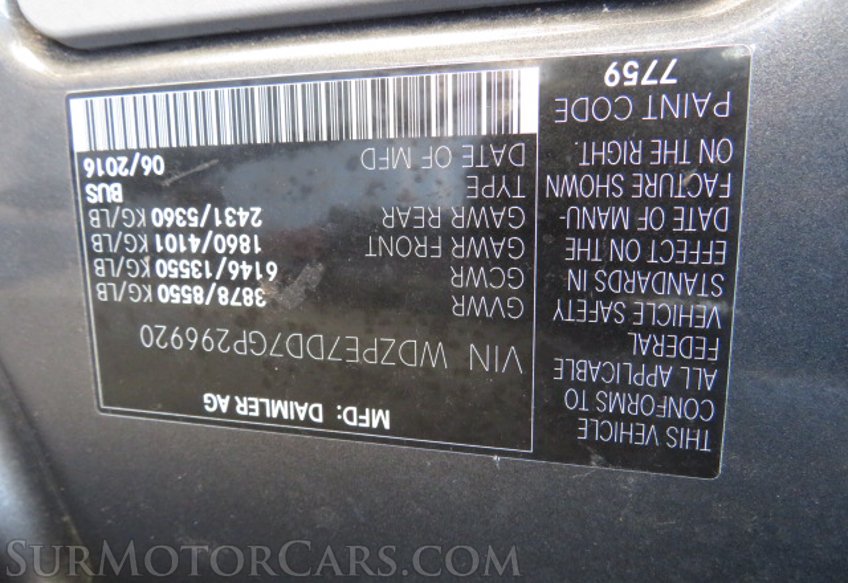 THIS VEHICLE
CONFORMS TO
ALL APPLICABLE
FEDERAL
VEHICLE SAFETY
STANDARDS IN
EFFECT ON THE
DATE OF MANU-
FACTURE SHOWN
ON THE RIGHT.
PAINT CODE
7759
MFD: DAIMLER AG
VIN WDZPE7DD7GP296920
GVWR 3878/8550 KG/LB
GCWR 6146/13550 KG/LB
GAWR FRONT 1860/4101 KG/LB
GAWR REAR 2431/5360 KG/LB
TYPE BUS
DATE OF MFD 06/2016
SurMotorCars.com